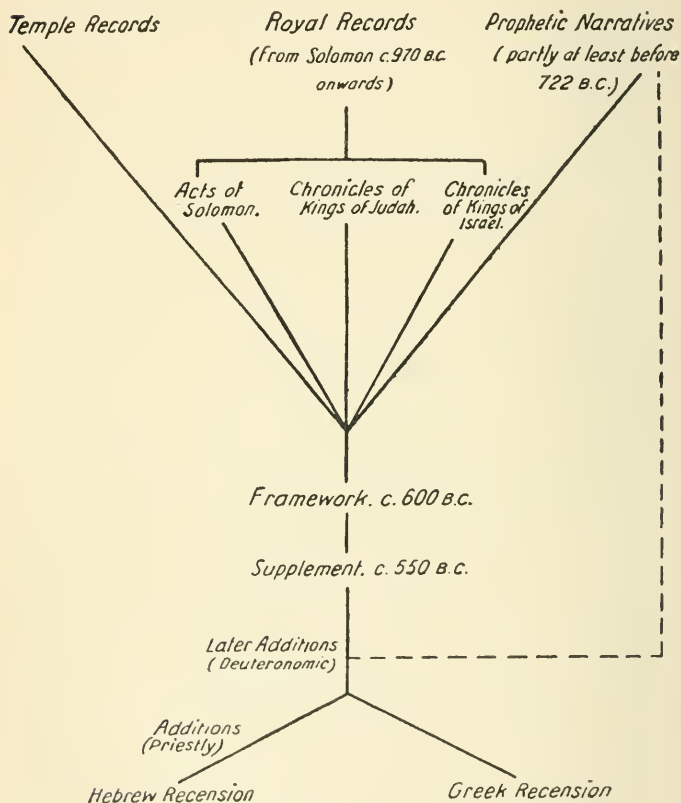 Temple Records
Royal Records
(From Solomon c.970 B.C.
onwards)
Prophetic Narratives
(partly at least before
722 B.C.)
Acts of
Solomon.
Chronicles of
Kings of Judah.
Chronicles
of Kings of
Israel.
Framework. c. 600 B.C.
Supplement. c. 550 B.C.
Later Additions
(Deuteronomic)
Additions
(Priestly)
Hebrew Recension
Greek Recension